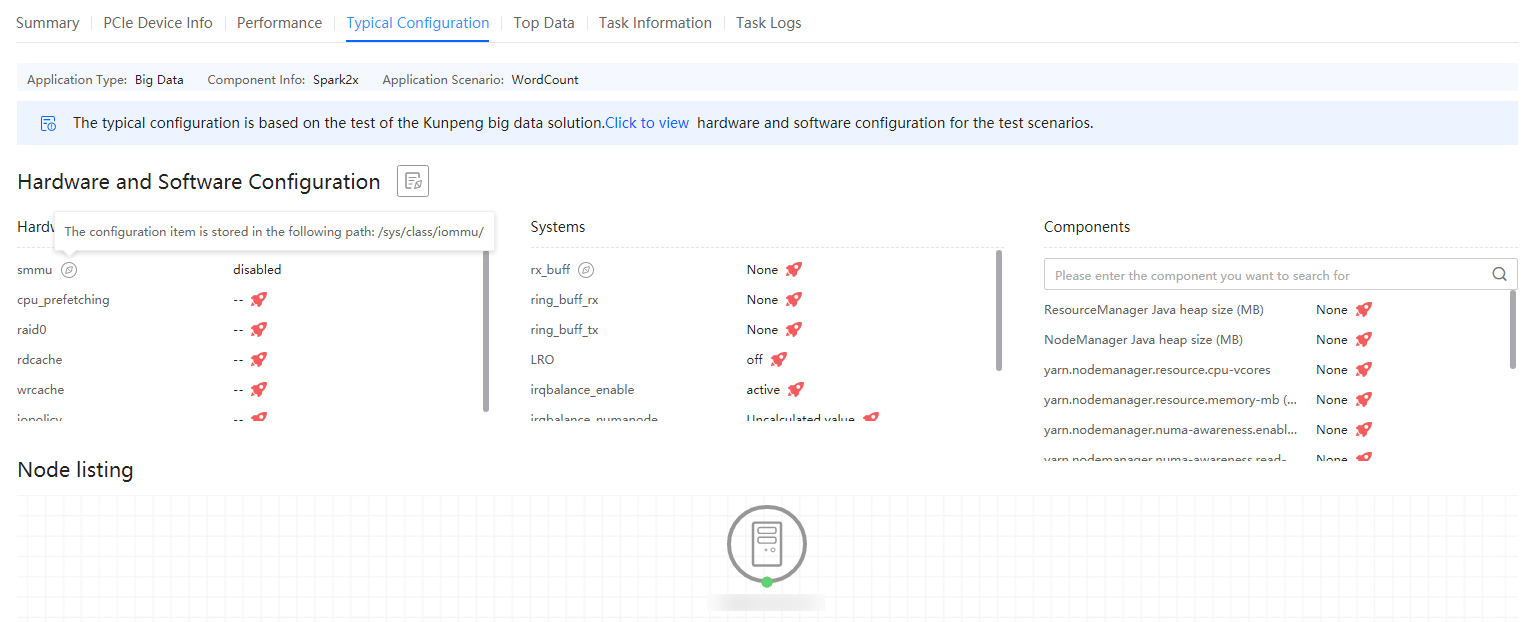 Summary PCIe Device Info Performance Typical Configuration Top Data Task Information Task Logs
Application Type: Big Data Component Info: Spark2x Application Scenario: WordCount
The typical configuration is based on the test of the Kunpeng big data solution.Click to view hardware and software configuration for the test scenarios.
Hardware and Software Configuration
The configuration item is stored in the following path: /sys/class/iommu/
smmu disabled
cpu_prefetching --
raid0 --
rdcache --
wrcache --
iopolicy --
Systems
rx_buff None
ring_buff_rx None
ring_buff_tx None
LRO off
irqbalance_enable active
irqbalance_numanode Uncalculated value
Components
Please enter the component you want to search for
ResourceManager Java heap size (MB) None
NodeManager Java heap size (MB) None
yarn.nodemanager.resource.cpu-vcores None
yarn.nodemanager.resource.memory-mb (... None
yarn.nodemanager.numa-awareness.enabl... None
yarn.nodemanager.numa-awareness.read- None
Node listing